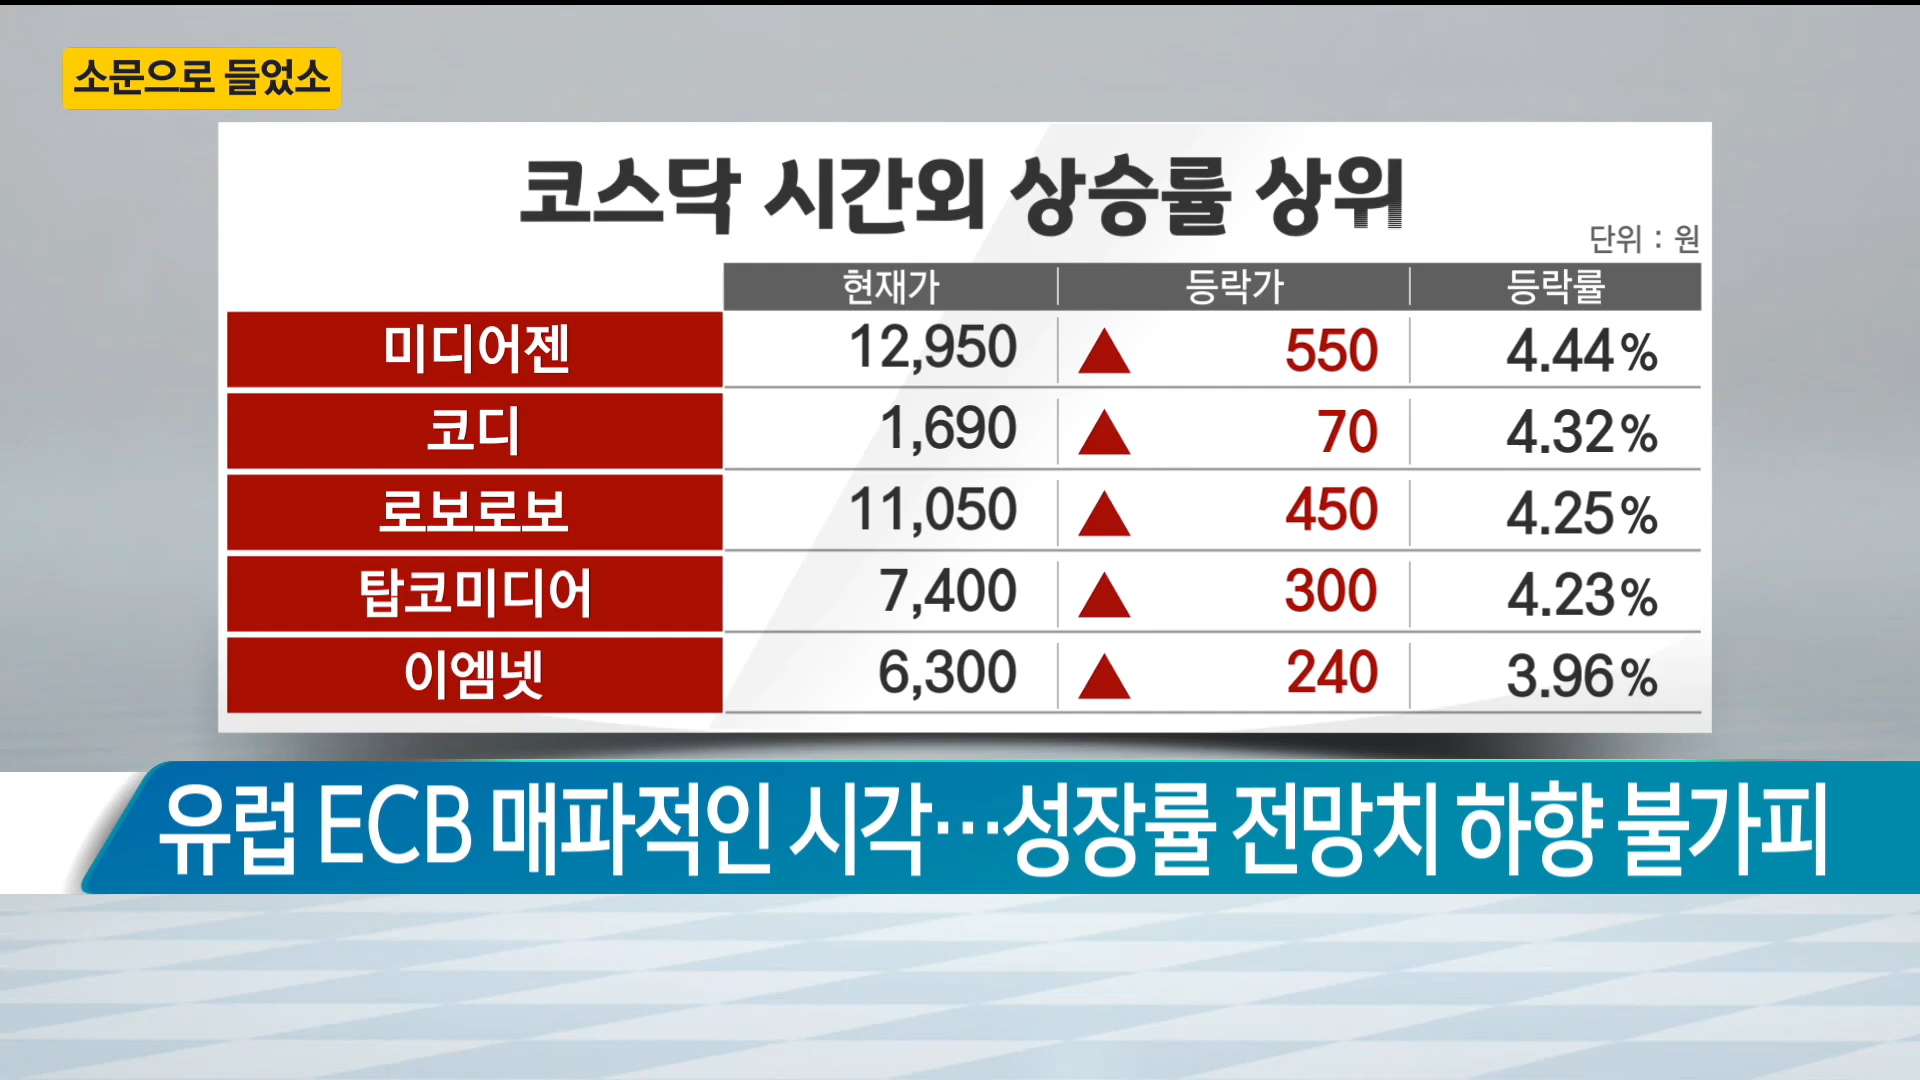 소문으로 들었소
코스닥 시간외 상승률 상위
단위 : 원
현재가 등락가 등락률
미디어젠 12,950 ▲ 550 4.44%
코디 1,690 ▲ 70 4.32%
로보로보 11,050 ▲ 450 4.25%
탑코미디어 7,400 ▲ 300 4.23%
이엠넷 6,300 ▲ 240 3.96%
유럽 ECB 매파적인 시각…성장률 전망치 하향 불가피